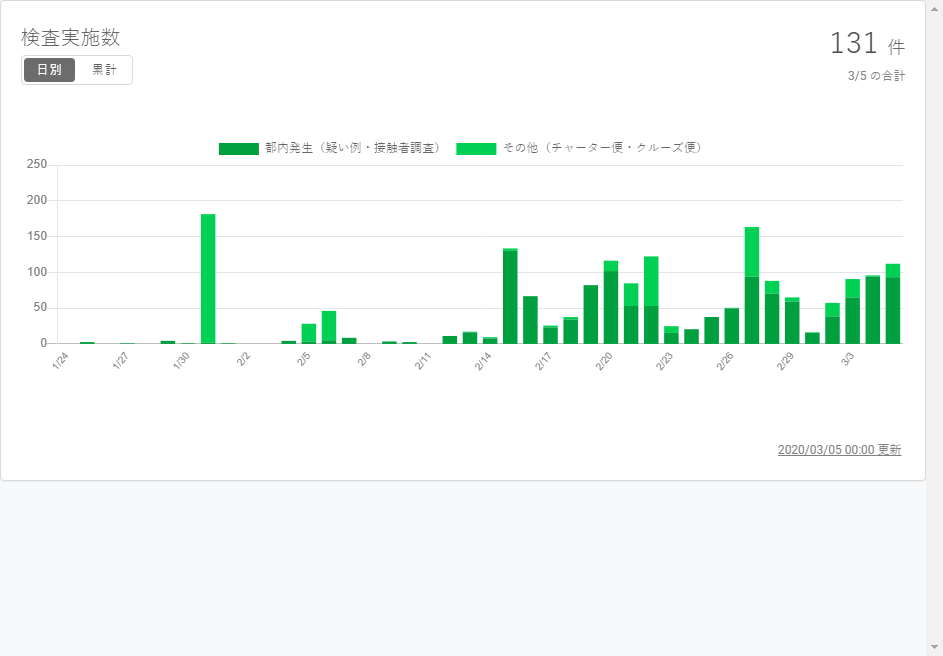 検査実施数
131 件
日別 累計
3/5 の合計
都内発生（疑い例・接触者調査） その他（チャーター便・クルーズ便）
250
200
150
100
50
0
1/24 1/27 1/30 2/2 2/5 2/8 2/11 2/14 2/17 2/20 2/23 2/26 2/29 3/3
2020/03/05 00:00 更新